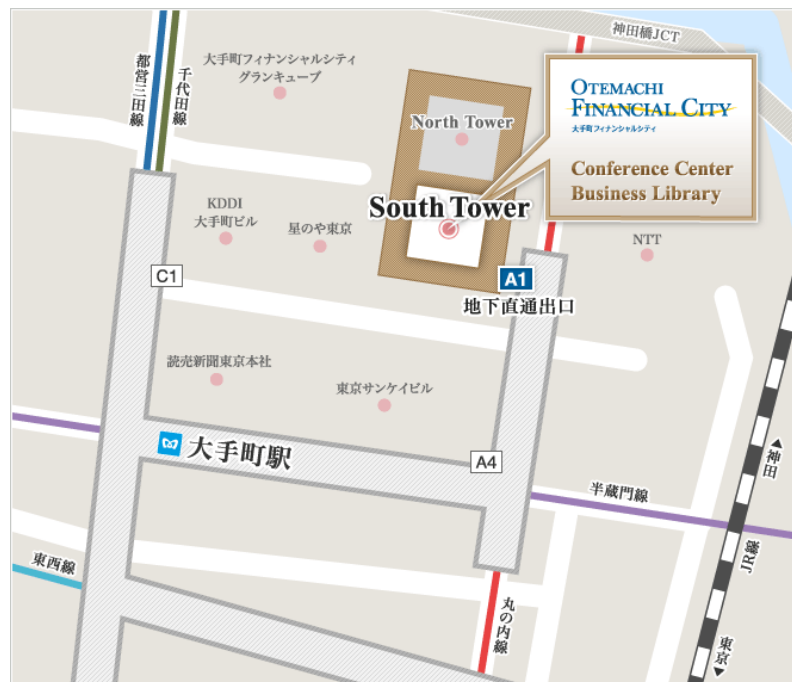 神田橋JCT
大手町フィナンシャルシティ
グランキューブ
都営三田線
千代田線
North Tower
OTEMACHI
FINANCIAL CITY
大手町フィナンシャルシティ
Conference Center
Business Library
South Tower
KDDI
大手町ビル
星のや東京
NTT
C1
A1
地下直通出口
読売新聞東京本社
東京サンケイビル
大手町駅
A4
半蔵門線
▲神田
JR線
東西線
丸の内線
東京▼